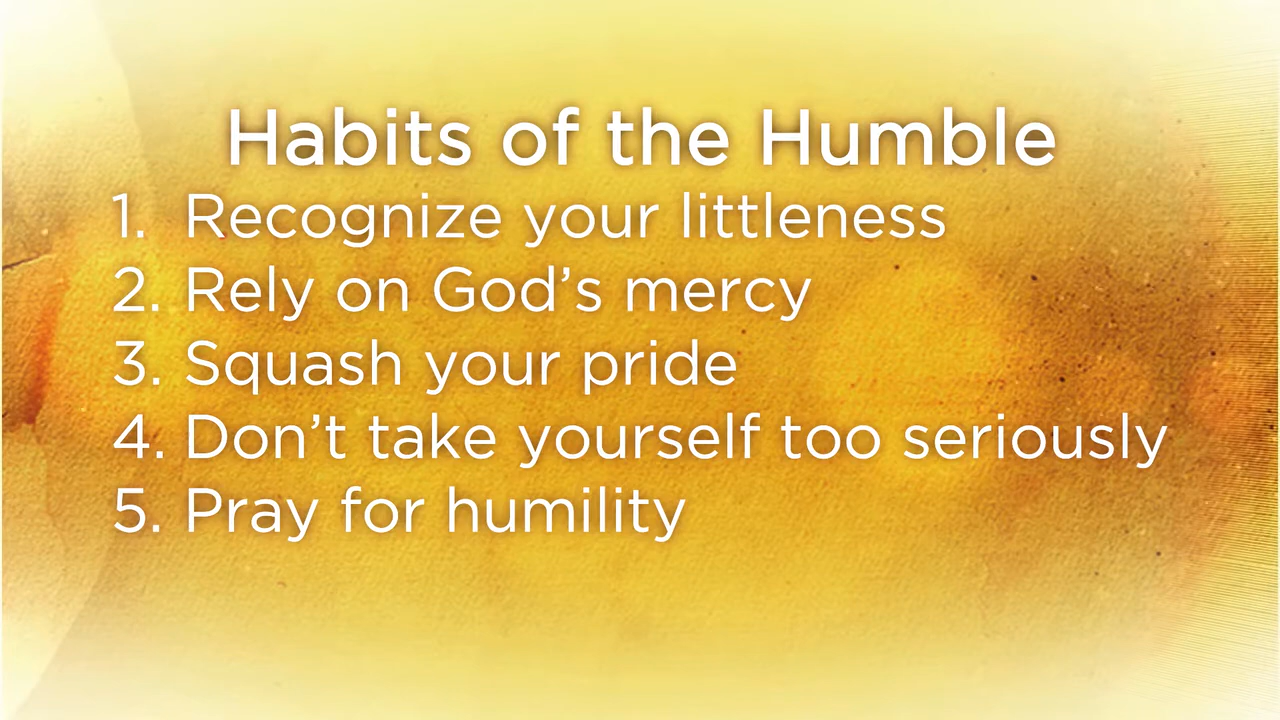 Habits of the Humble
1. Recognize your littleness
2. Rely on God’s mercy
3. Squash your pride
4. Don’t take yourself too seriously
5. Pray for humility